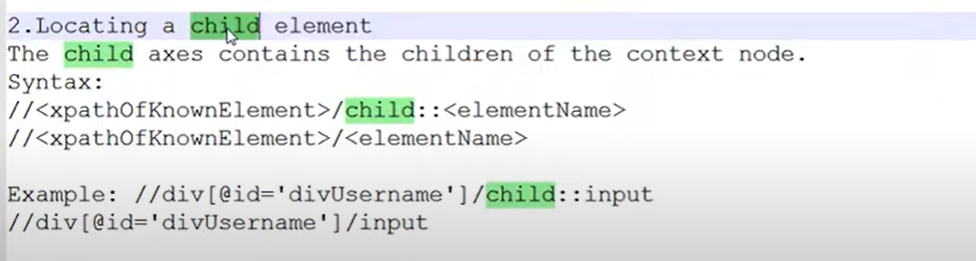 2.Locating a child element
The child axes contains the children of the context node.
Syntax:
//<xpathOfKnownElement>/child::<elementName>
//<xpathOfKnownElement>/<elementName>
Example: //div[@id='divUsername']/child::input
//div[@id='divUsername']/input